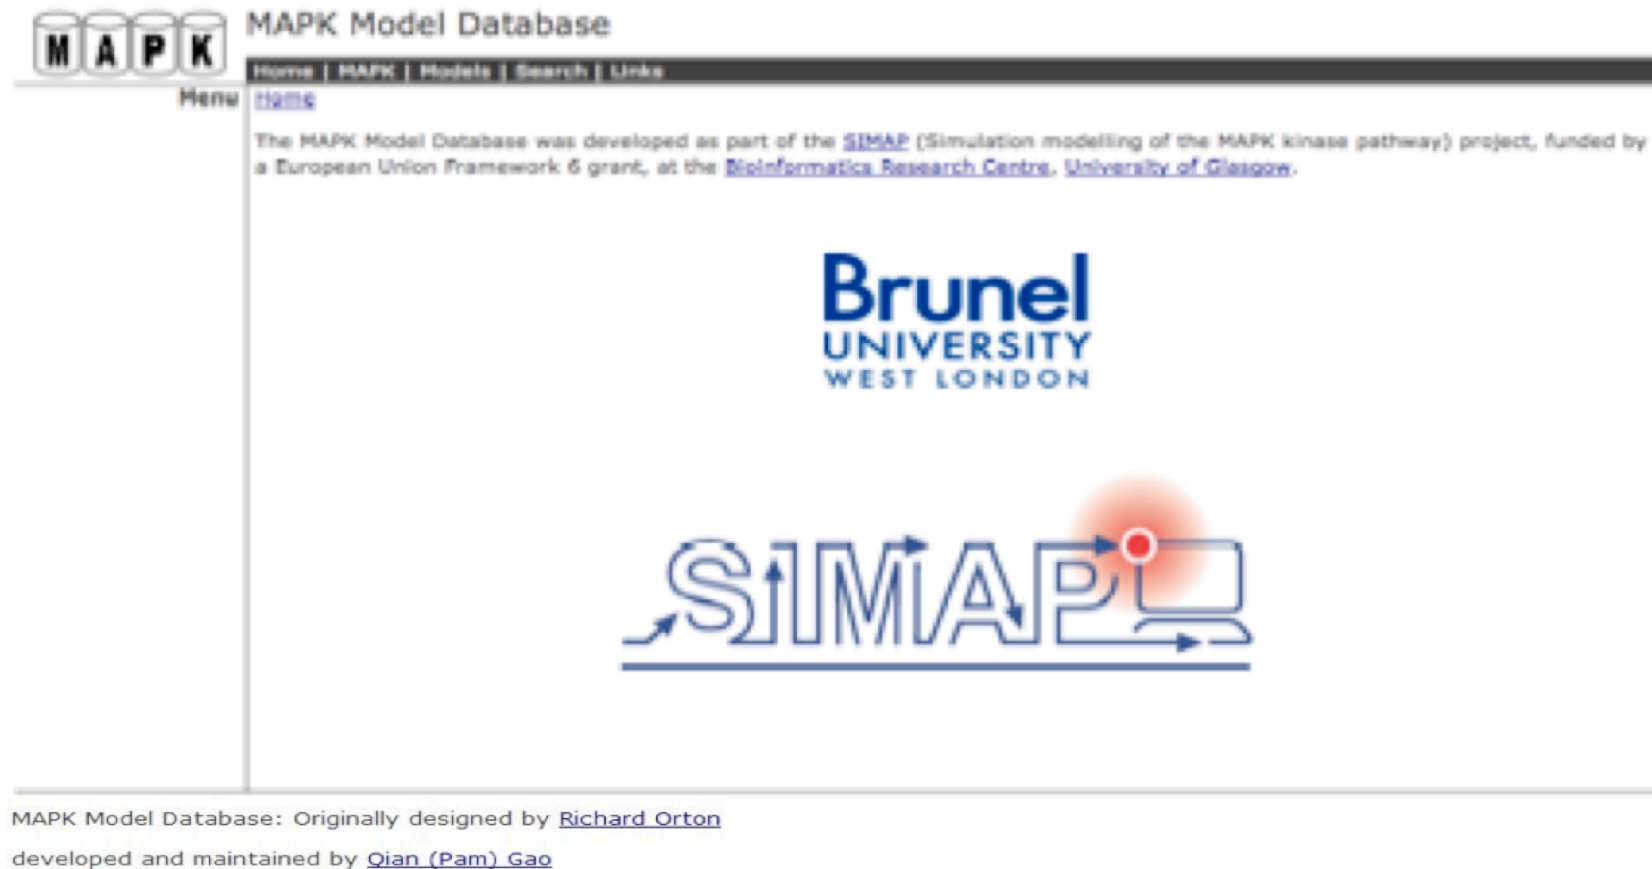 MAPK
MAPK Model Database
Home | MAPK | Models | Search | Links
Menu
Home
The MAPK Model Database was developed as part of the SIMAP (Simulation modelling of the MAPK kinase pathway) project, funded by
a European Union Framework 6 grant, at the Bioinformatics Research Centre, University of Glasgow.
Brunel
UNIVERSITY
WEST LONDON
SIMAP
MAPK Model Database: Originally designed by Richard Orton
developed and maintained by Qian (Pam) Gao